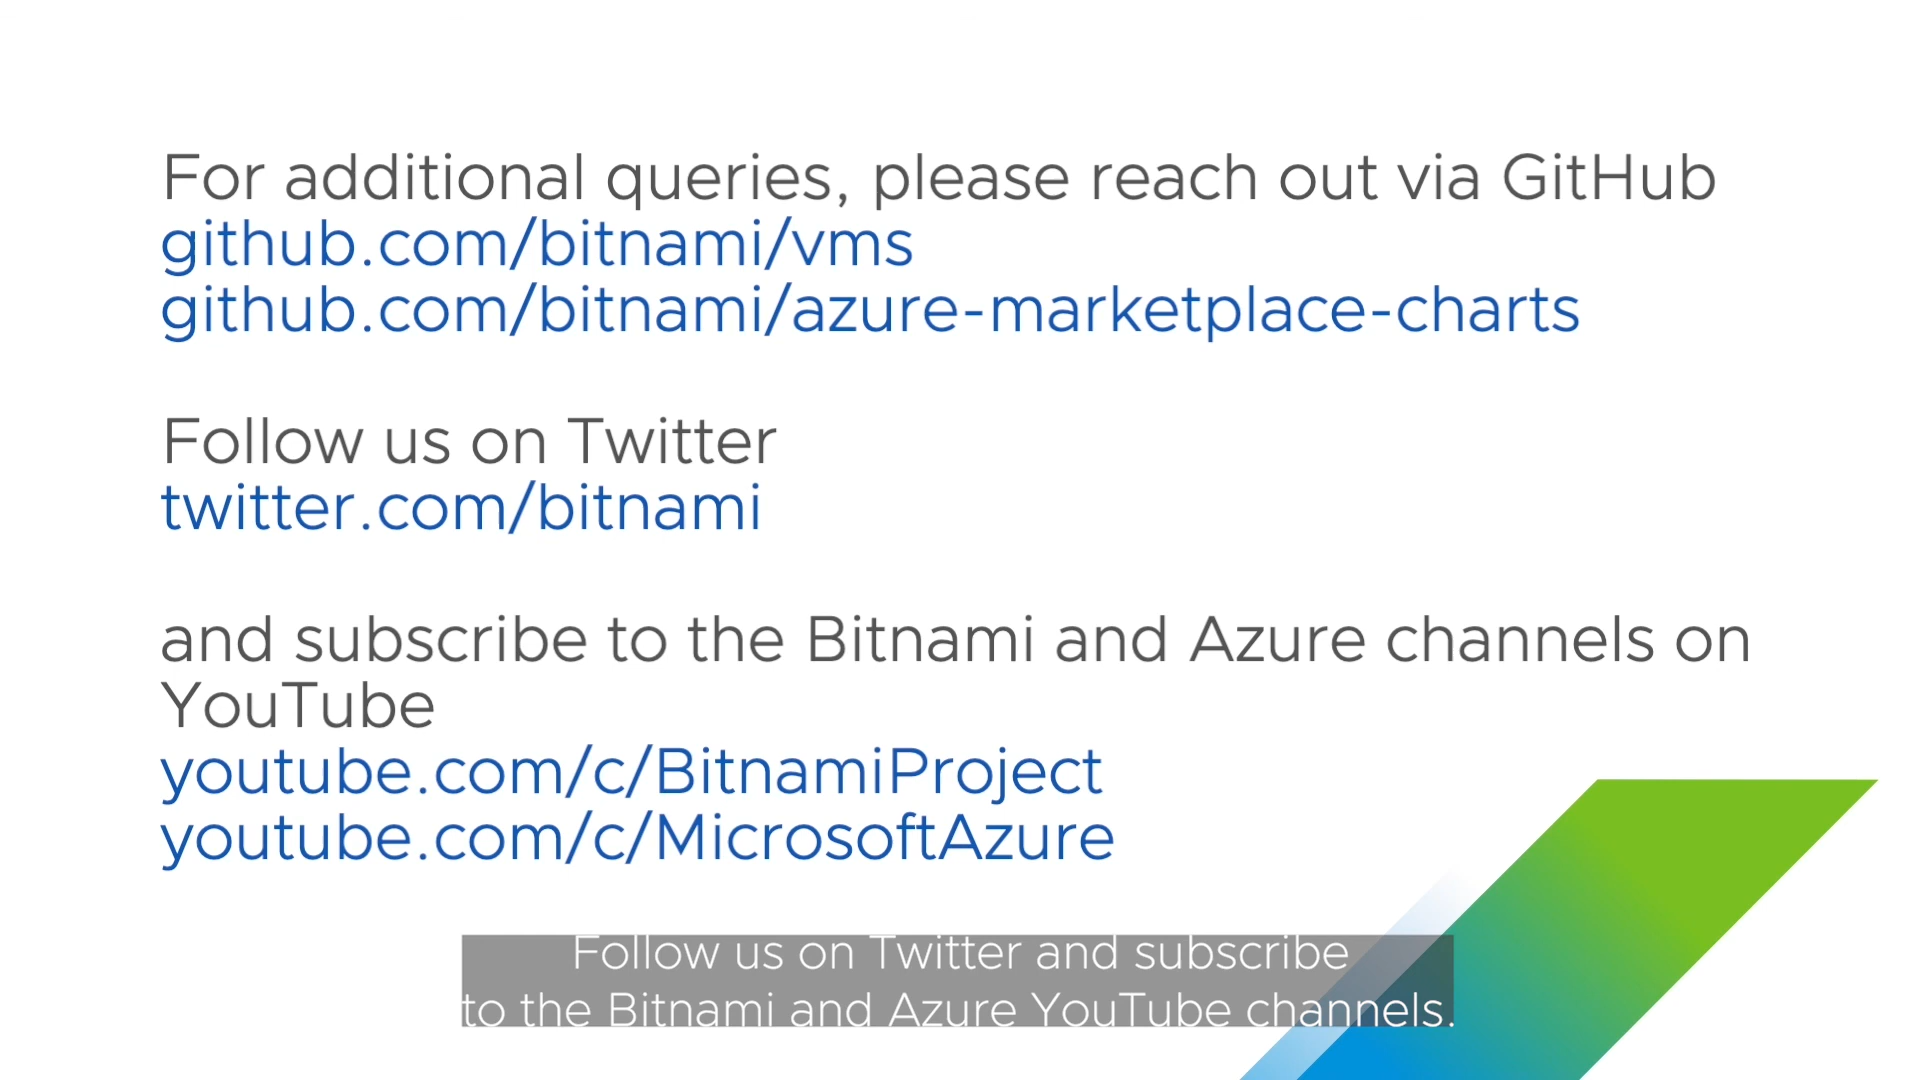 For additional queries, please reach out via GitHub
github.com/bitnami/vms
github.com/bitnami/azure-marketplace-charts
Follow us on Twitter
twitter.com/bitnami
and subscribe to the Bitnami and Azure channels on
YouTube
youtube.com/c/BitnamiProject
youtube.com/c/MicrosoftAzure
Follow us on Twitter and subscribe
to the Bitnami and Azure YouTube channels.